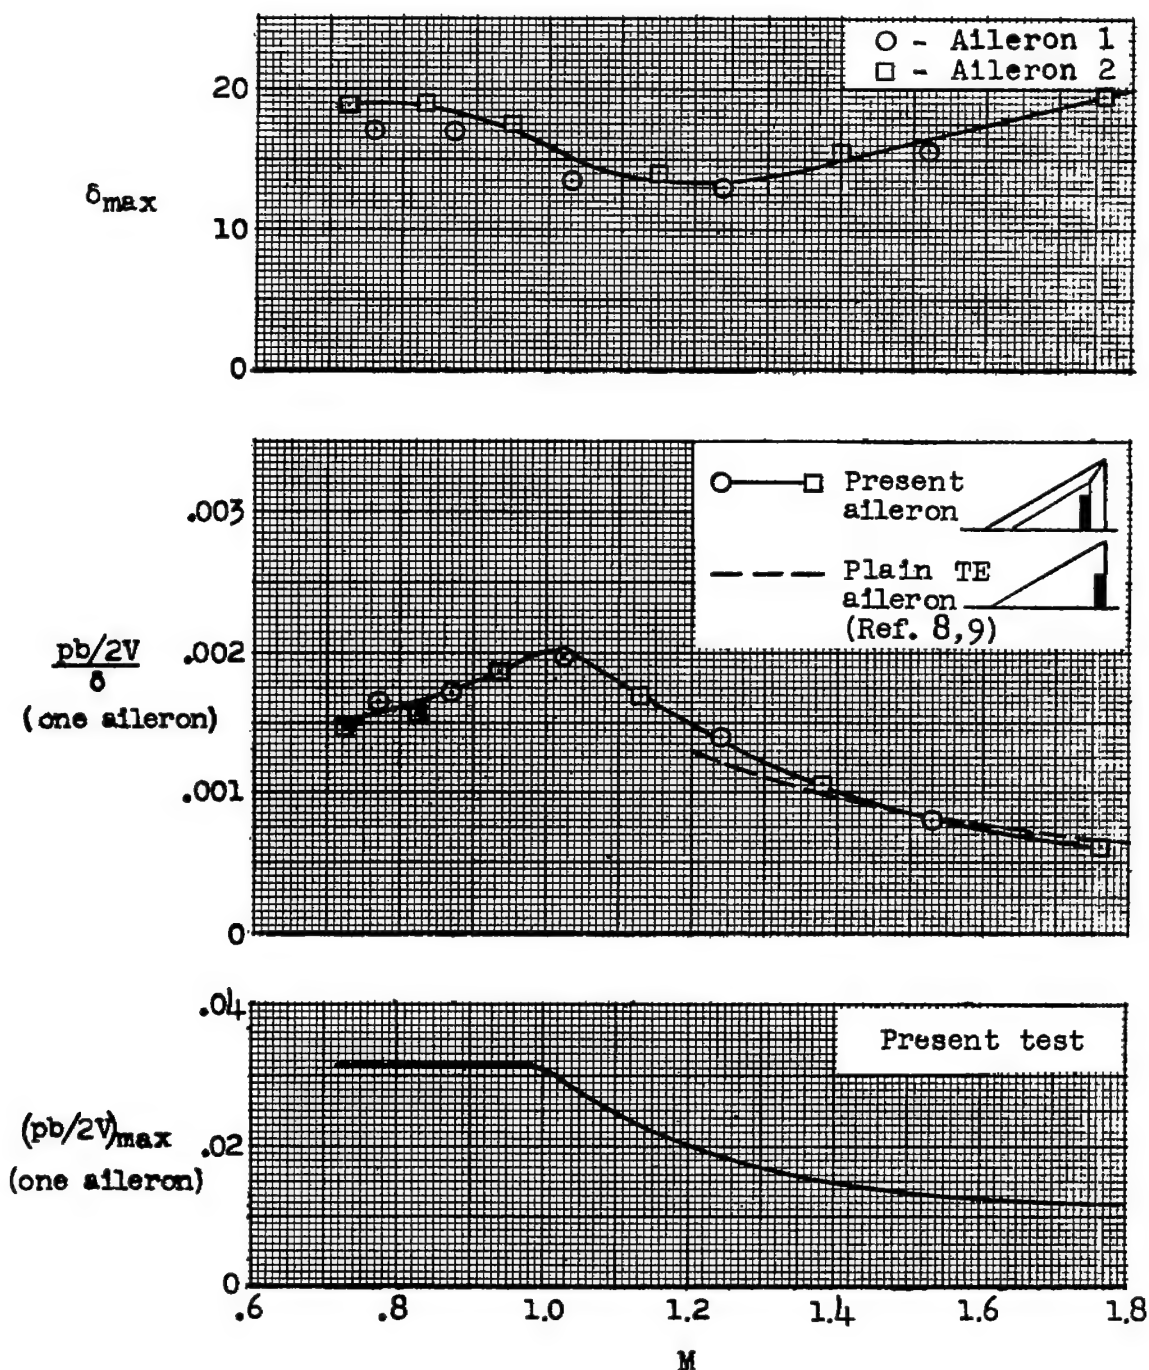 ○ - Aileron 1
□ - Aileron 2
20
δmax
10
0
Present
aileron
Plain TE
aileron
(Ref. 8,9)
.003
.002
pb/2V
δ
(one aileron)
.001
0
.04
Present test
(pb/2V)max
(one aileron)
.02
0
.6 .8 1.0 1.2 1.4 1.6 1.8
M